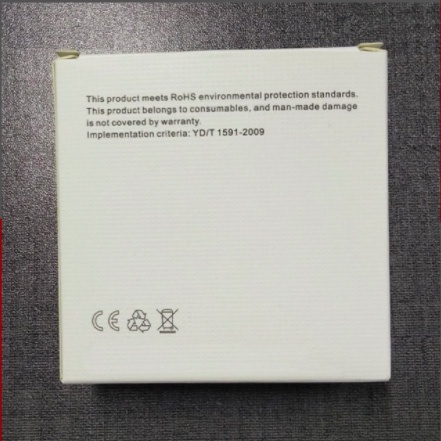 This product meets RoHS environmental protection standards.
This product belongs to consumables, and man-made damage
is not covered by warranty.
Implementation criteria: YD/T 1591-2009
CE